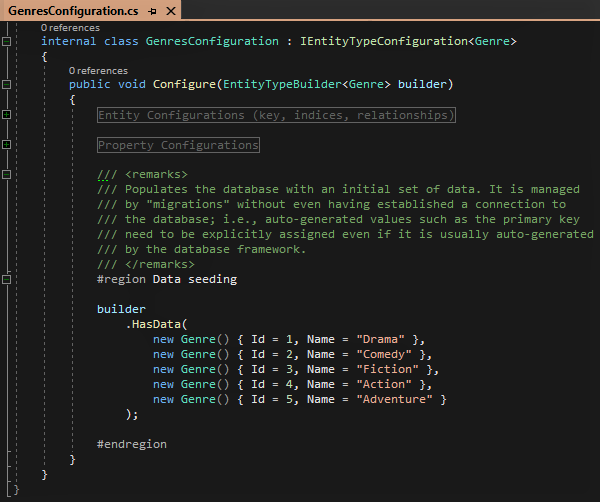 GenresConfiguration.cs
0 references
internal class GenresConfiguration : IEntityTypeConfiguration<Genre>
{
0 references
public void Configure(EntityTypeBuilder<Genre> builder)
{
Entity Configurations (key, indices, relationships)
Property Configurations
/// <remarks>
/// Populates the database with an initial set of data. It is managed
/// by "migrations" without even having established a connection to
/// the database; i.e., auto-generated values such as the primary key
/// need to be explicitly assigned even if it is usually auto-generated
/// by the database framework.
/// </remarks>
#region Data seeding
builder
.HasData(
new Genre() { Id = 1, Name = "Drama" },
new Genre() { Id = 2, Name = "Comedy" },
new Genre() { Id = 3, Name = "Fiction" },
new Genre() { Id = 4, Name = "Action" },
new Genre() { Id = 5, Name = "Adventure" }
);
#endregion
}
}
}